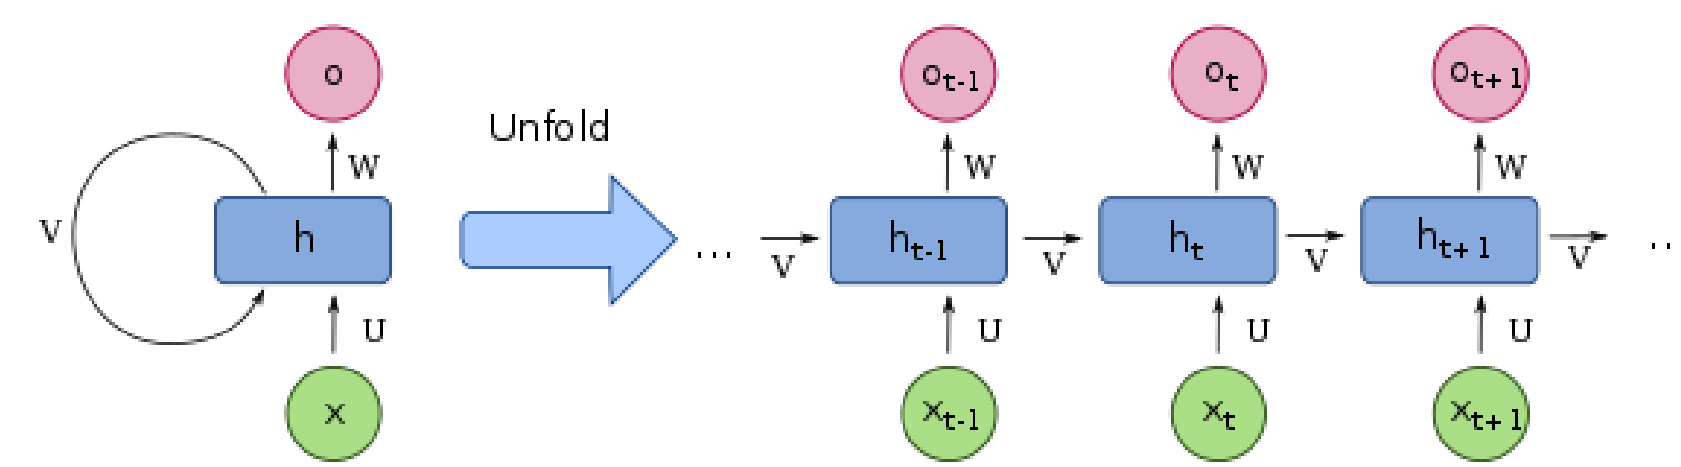 o
Unfold
W
V
h
U
x
o_{t-1} o_t o_{t+1}
W W W
... V h_{t-1} V h_t V h_{t+1} V ..
U U U
x_{t-1} x_t x_{t+1}